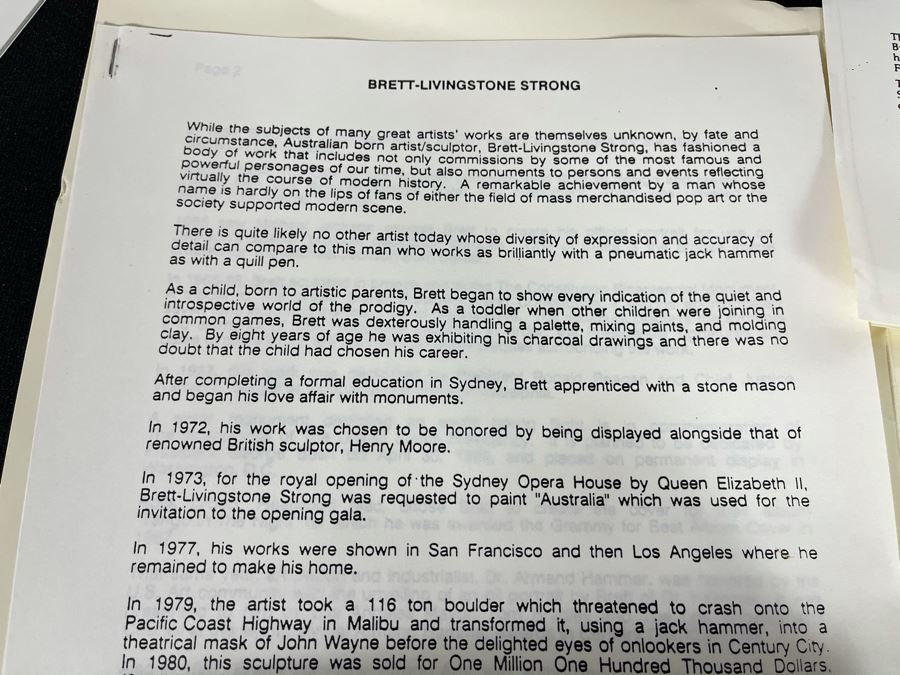 Page 2
BRETT-LIVINGSTONE STRONG
While the subjects of many great artists' works are themselves unknown, by fate and
circumstance, Australian born artist/sculptor, Brett-Livingstone Strong, has fashioned a
body of work that includes not only commissions by some of the most famous and
powerful personages of our time, but also monuments to persons and events reflecting
virtually the course of modern history. A remarkable achievement by a man whose
name is hardly on the lips of fans of either the field of mass merchandised pop art or the
society supported modern scene.
There is quite likely no other artist today whose diversity of expression and accuracy of
detail can compare to this man who works as brilliantly with a pneumatic jack hammer
as with a quill pen.
As a child, born to artistic parents, Brett began to show every indication of the quiet and
introspective world of the prodigy. As a toddler when other children were joining in
common games, Brett was dexterously handling a palette, mixing paints, and molding
clay. By eight years of age he was exhibiting his charcoal drawings and there was no
doubt that the child had chosen his career.
After completing a formal education in Sydney, Brett apprenticed with a stone mason
and began his love affair with monuments.
In 1972, his work was chosen to be honored by being displayed alongside that of
renowned British sculptor, Henry Moore.
In 1973, for the royal opening of the Sydney Opera House by Queen Elizabeth II,
Brett-Livingstone Strong was requested to paint "Australia" which was used for the
invitation to the opening gala.
In 1977, his works were shown in San Francisco and then Los Angeles where he
remained to make his home.
In 1979, the artist took a 116 ton boulder which threatened to crash onto the
Pacific Coast Highway in Malibu and transformed it, using a jack hammer, into a
theatrical mask of John Wayne before the delighted eyes of onlookers in Century City.
In 1980, this sculpture was sold for One Million One Hundred Thousand Dollars,